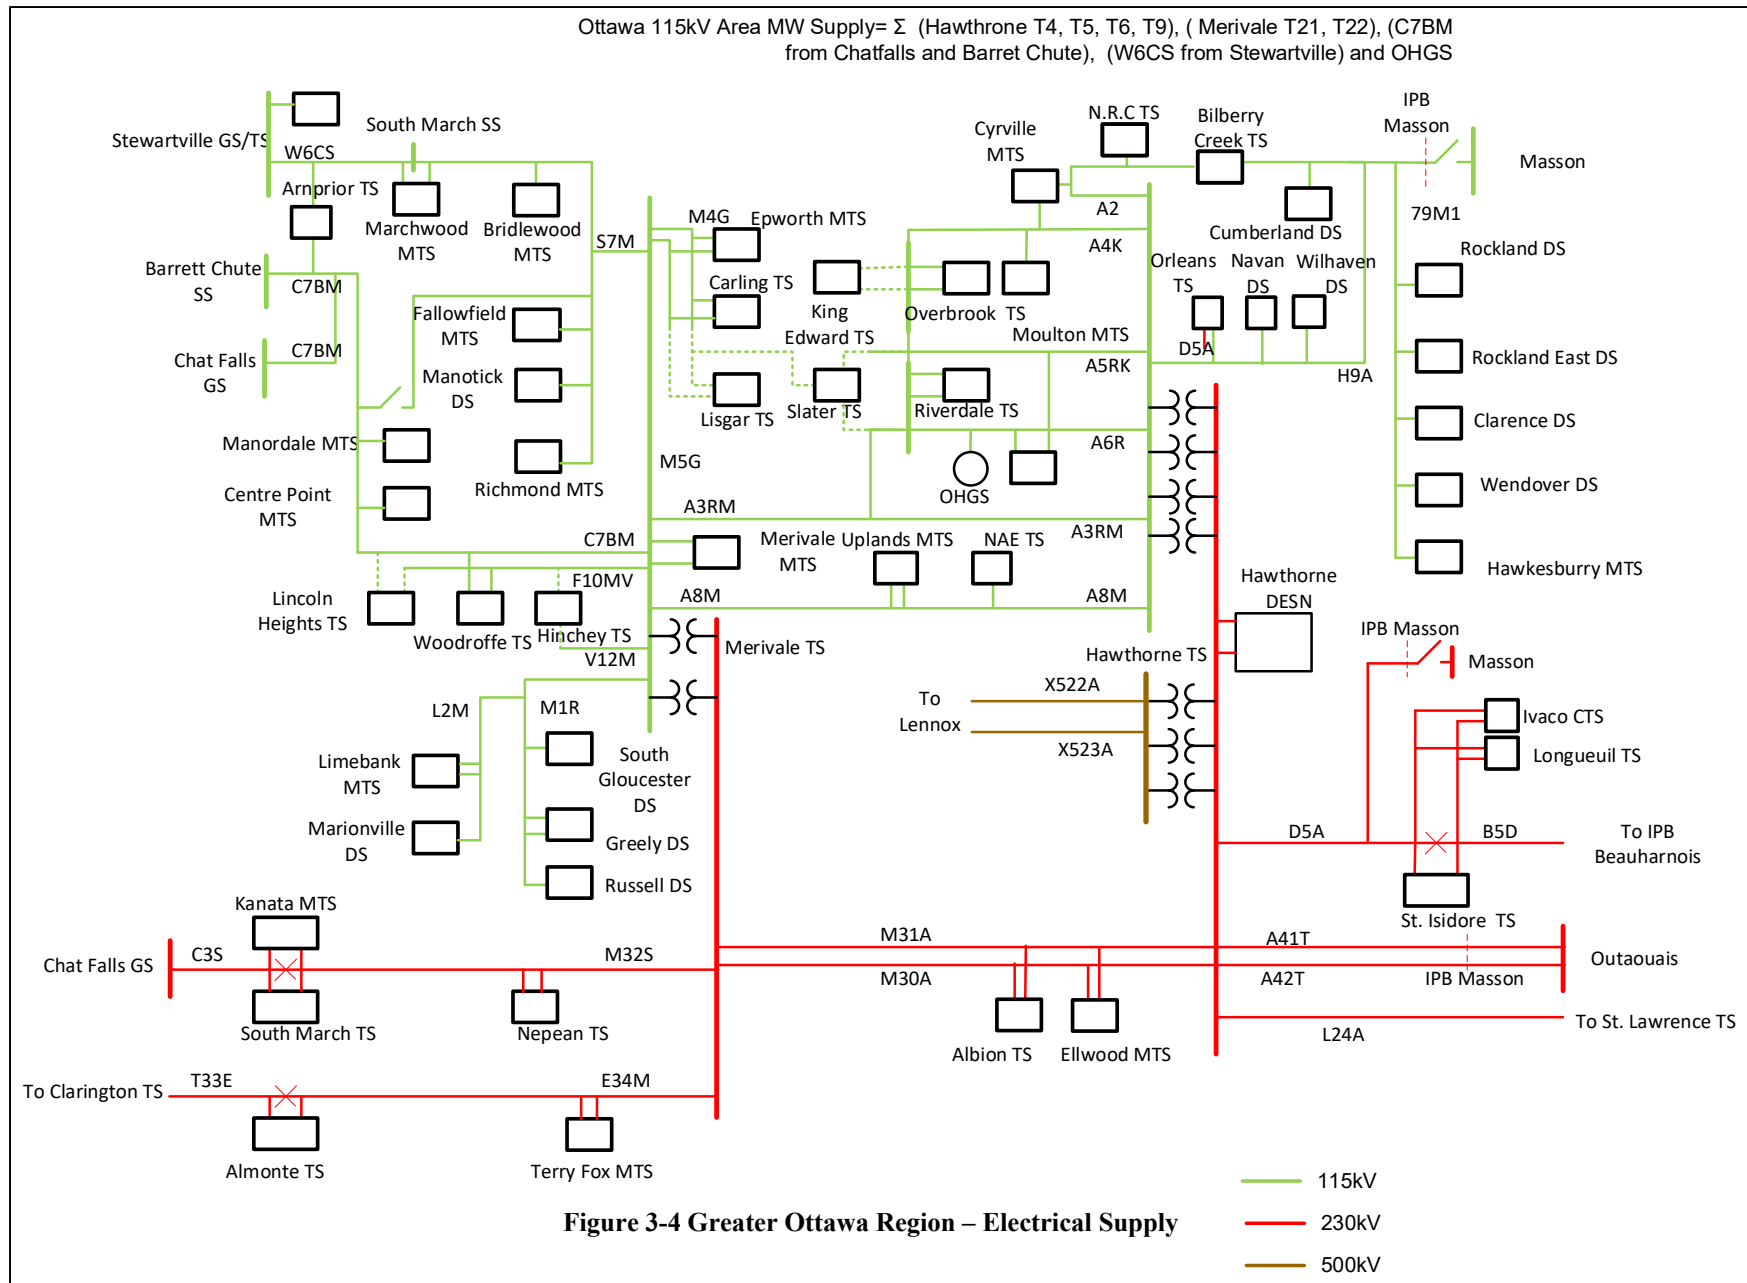 Ottawa 115kV Area MW Supply= Σ (Hawthrone T4, T5, T6, T9), ( Merivale T21, T22), (C7BM
from Chatfalls and Barret Chute), (W6CS from Stewartville) and OHGS
Stewartville GS/TS
W6CS
South March SS
Arnprior TS
Marchwood
MTS
Bridlewood
MTS
S7M
Barrett Chute
SS
C7BM
Chat Falls
GS
C7BM
Fallowfield
MTS
Manotick
DS
Richmond MTS
Manordale MTS
Centre Point
MTS
M4G
Epworth MTS
Carling TS
Lisgar TS
M5G
King
Edward TS
Slater TS
Overbrook TS
Riverdale TS
Moulton MTS
OHGS
Cyrville
MTS
N.R.C TS
Bilberry
Creek TS
A2
A4K
A5RK
A6R
A3RM
A3RM
Cumberland DS
Orleans
TS
Navan
DS
Wilhaven
DS
D5A
H9A
IPB
Masson
Masson
79M1
Rockland DS
Rockland East DS
Clarence DS
Wendover DS
Hawkesburry MTS
C7BM
F10MV
Merivale
MTS
Uplands MTS
NAE TS
A8M
A8M
Lincoln
Heights TS
Woodroffe TS
Hinchey TS
V12M
Merivale TS
Hawthorne TS
Hawthorne
DESN
L2M
M1R
Limebank
MTS
Marionville
DS
South
Gloucester
DS
Greely DS
Russell DS
To
Lennox
X522A
X523A
IPB Masson
Masson
Ivaco CTS
Longueuil TS
D5A
B5D
To IPB
Beauharnois
St. Isidore TS
Kanata MTS
Chat Falls GS
C3S
M32S
South March TS
Nepean TS
M31A
M30A
A41T
A42T
IPB Masson
Outaouais
Albion TS
Ellwood MTS
L24A
To St. Lawrence TS
To Clarington TS
T33E
E34M
Almonte TS
Terry Fox MTS
115kV
230kV
500kV
Figure 3-4 Greater Ottawa Region – Electrical Supply